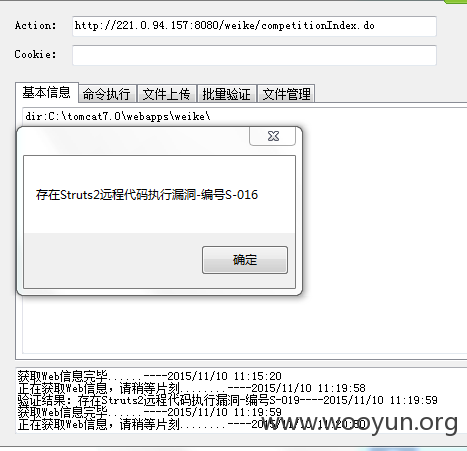 Action: http://221.0.94.157:8080/weike/competitionIndex.do
Cookie:
基本信息 命令执行 文件上传 批量验证 文件管理
dir:C:\tomcat7.0\webapps\weike\
存在Struts2远程代码执行漏洞-编号S-016
确定
获取Web信息完毕......----2015/11/10 11:15:20
正在获取Web信息，请稍等片刻........----2015/11/10 11:19:58
验证结果：存在Struts2远程代码执行漏洞-编号S-019----2015/11/10 11:19:59
获取Web信息完毕......----2015/11/10 11:19:59
正在获取Web信息，请稍等片刻........----2015/11/10
www.wooyun.org